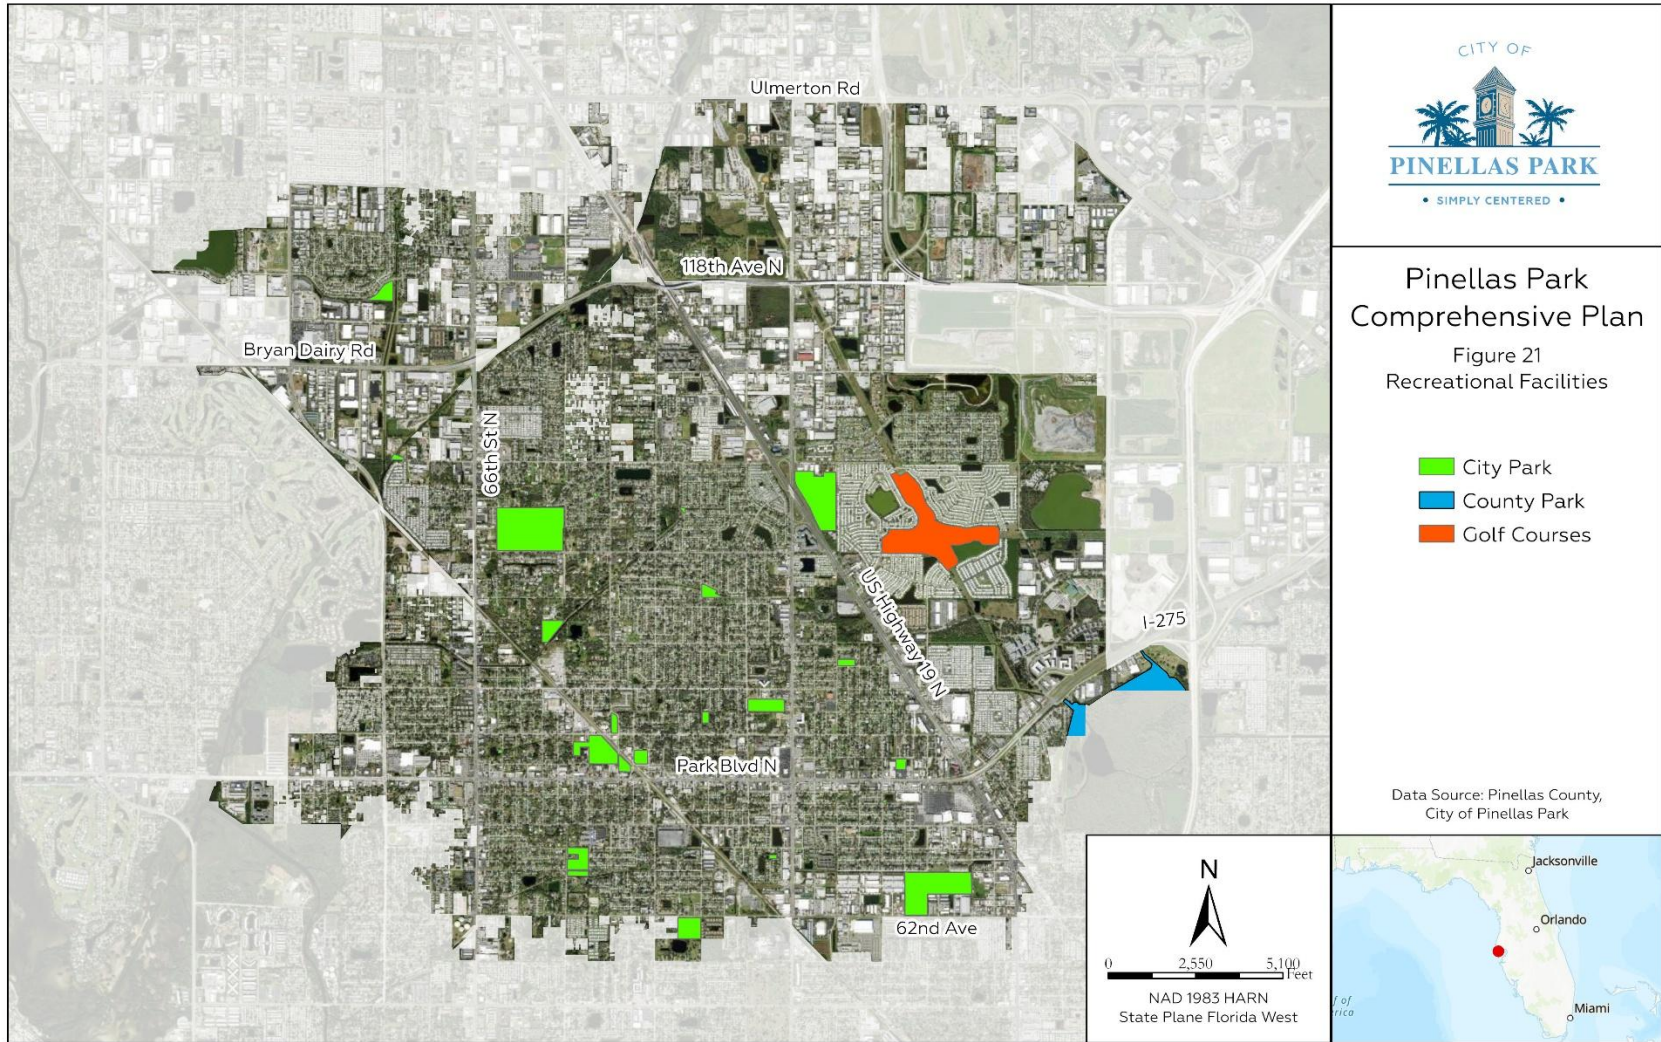 Ulmerton Rd
118th Ave N
Bryan Dairy Rd
66th St N
US Highway 19 N
I-275
Park Blvd N
62nd Ave
CITY OF
PINELLAS PARK
• SIMPLY CENTERED •
Pinellas Park
Comprehensive Plan
Figure 21
Recreational Facilities
City Park
County Park
Golf Courses
Data Source: Pinellas County,
City of Pinellas Park
N
0 2,550 5,100
Feet
NAD 1983 HARN
State Plane Florida West
Jacksonville
Orlando
Miami
f of
erica